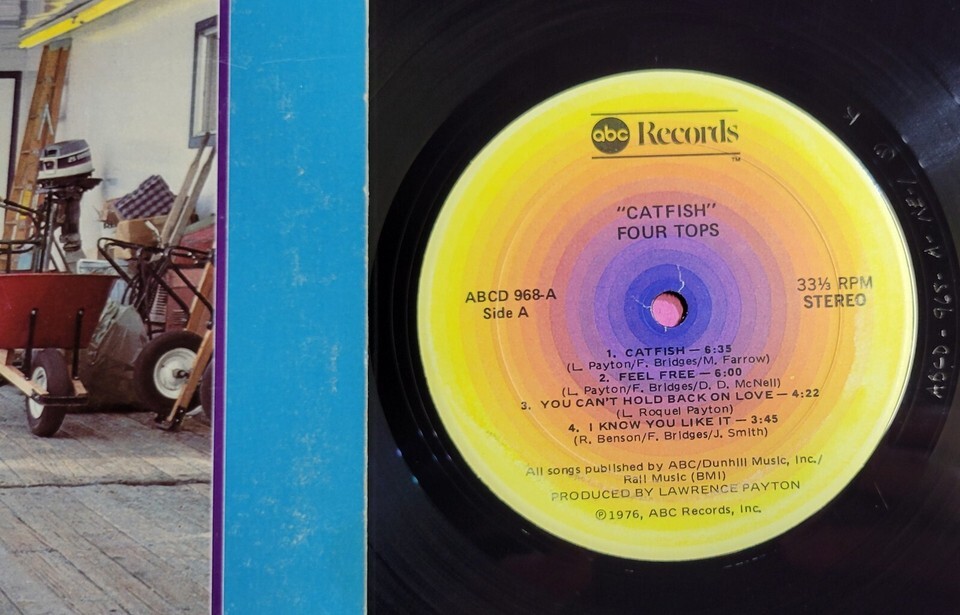 abc Records
TM
"CATFISH"
FOUR TOPS
ABCD 968-A
Side A
33⅓ RPM
STEREO
1. CATFISH — 6:35
(L. Payton/F. Bridges/M. Farrow)
2. FEEL FREE — 6:00
(L. Payton/F. Bridges/D. D. McNeil)
3. YOU CAN'T HOLD BACK ON LOVE — 4:22
(L. Roquel Payton)
4. I KNOW YOU LIKE IT — 3:45
(R. Benson/F. Bridges/J. Smith)
All songs published by ABC/Dunhill Music, Inc./
Rall Music (BMI)
PRODUCED BY LAWRENCE PAYTON
℗1976, ABC Records, Inc.
25